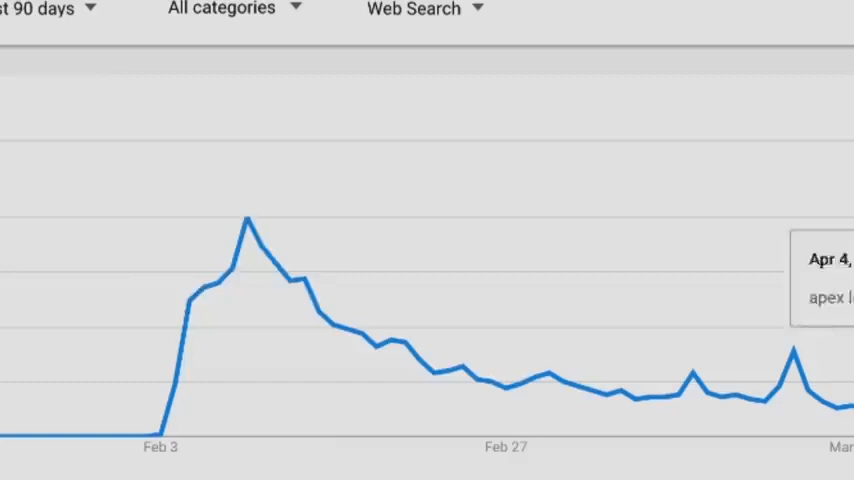 st 90 days
All categories
Web Search
Apr 4,
apex l
Feb 3
Feb 27
Mar